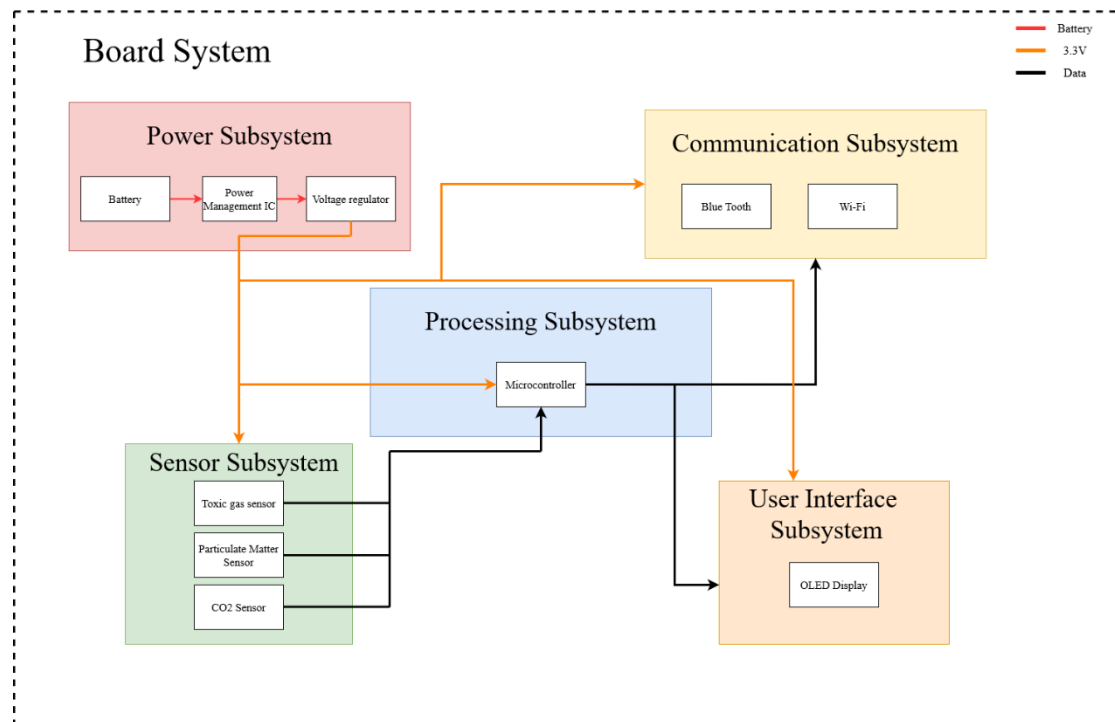 Board System
Battery
3.3V
Data
Power Subsystem
Battery
Power
Management IC
Voltage regulator
Communication Subsystem
Blue Tooth
Wi-Fi
Processing Subsystem
Microcontroller
Sensor Subsystem
Toxic gas sensor
Particulate Matter
Sensor
CO2 Sensor
User Interface
Subsystem
OLED Display